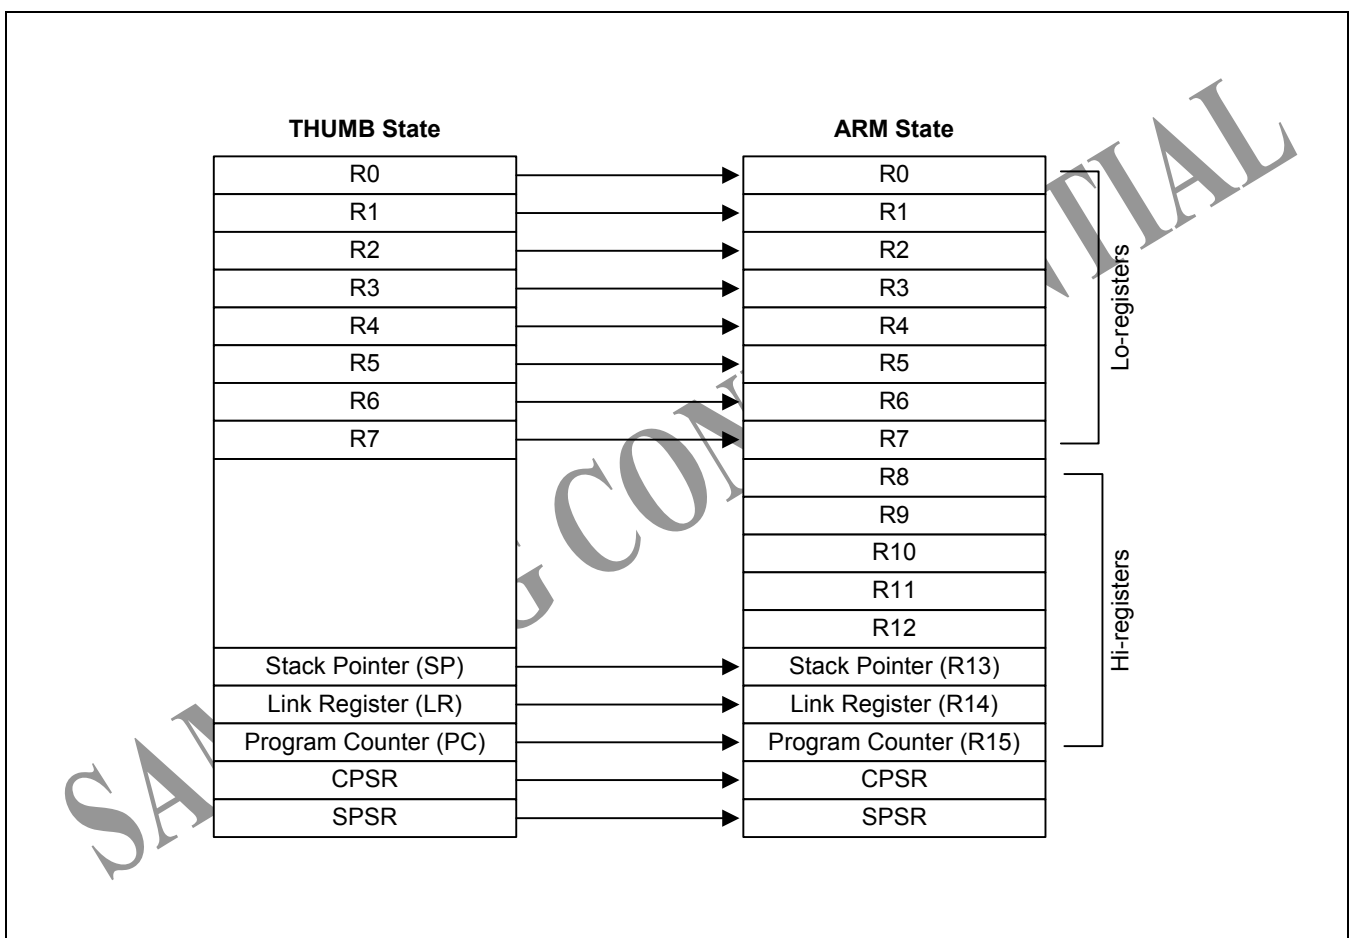 THUMB State ARM State
R0 R0
R1 R1
R2 R2
R3 R3
R4 R4
R5 R5
R6 R6
R7 R7
R8
R9
R10
R11
R12
Stack Pointer (SP) Stack Pointer (R13)
Link Register (LR) Link Register (R14)
Program Counter (PC) Program Counter (R15)
CPSR CPSR
SPSR SPSR
Lo-registers
Hi-registers